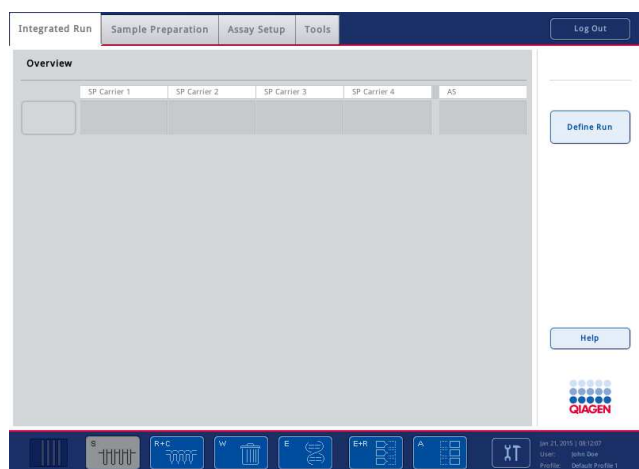 Integrated Run Sample Preparation Assay Setup Tools Log Out
Overview
SP Carrier 1 SP Carrier 2 SP Carrier 3 SP Carrier 4 AS
Define Run
Help
QIAGEN
S R+C W E E+R A
Jan 21, 2015 | 08:12:07
User: John Doe
Profile: Default Profile 1